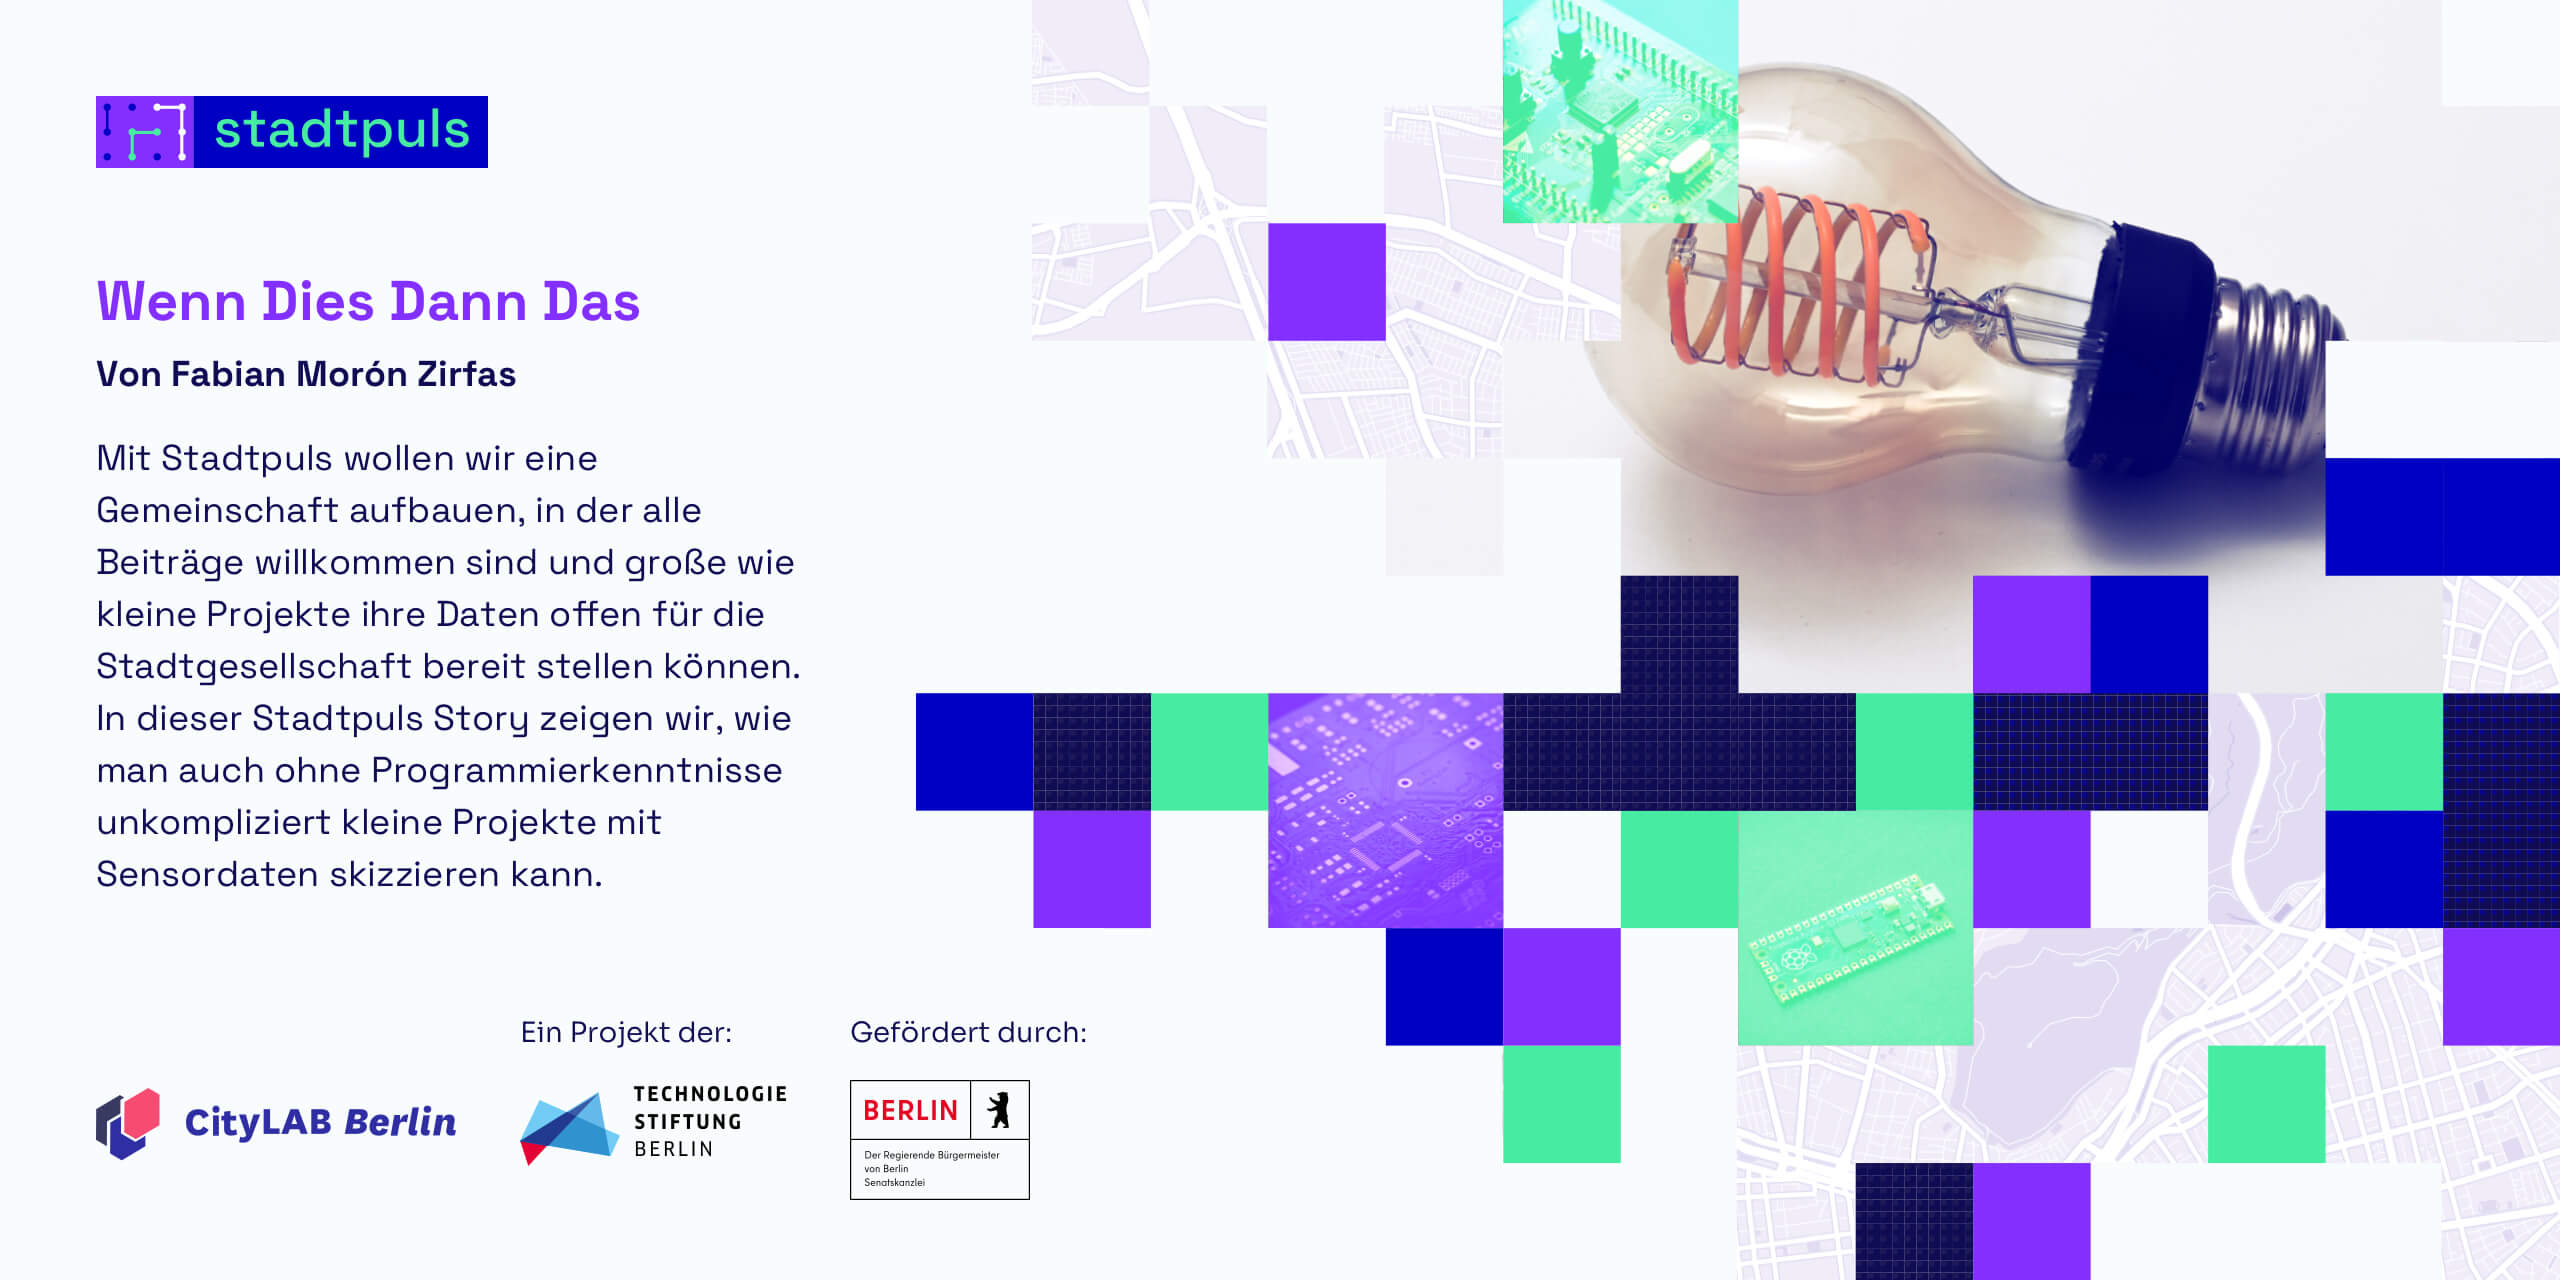 stadtpuls
Wenn Dies Dann Das
Von Fabian Morón Zirfas
Mit Stadtpuls wollen wir eine
Gemeinschaft aufbauen, in der alle
Beiträge willkommen sind und große wie
kleine Projekte ihre Daten offen für die
Stadtgesellschaft bereit stellen können.
In dieser Stadtpuls Story zeigen wir, wie
man auch ohne Programmierkenntnisse
unkompliziert kleine Projekte mit
Sensordaten skizzieren kann.
CityLAB Berlin
Ein Projekt der:
TECHNOLOGIE
STIFTUNG
BERLIN
Gefördert durch:
BERLIN
Der Regierende Bürgermeister
von Berlin
Senatskanzlei